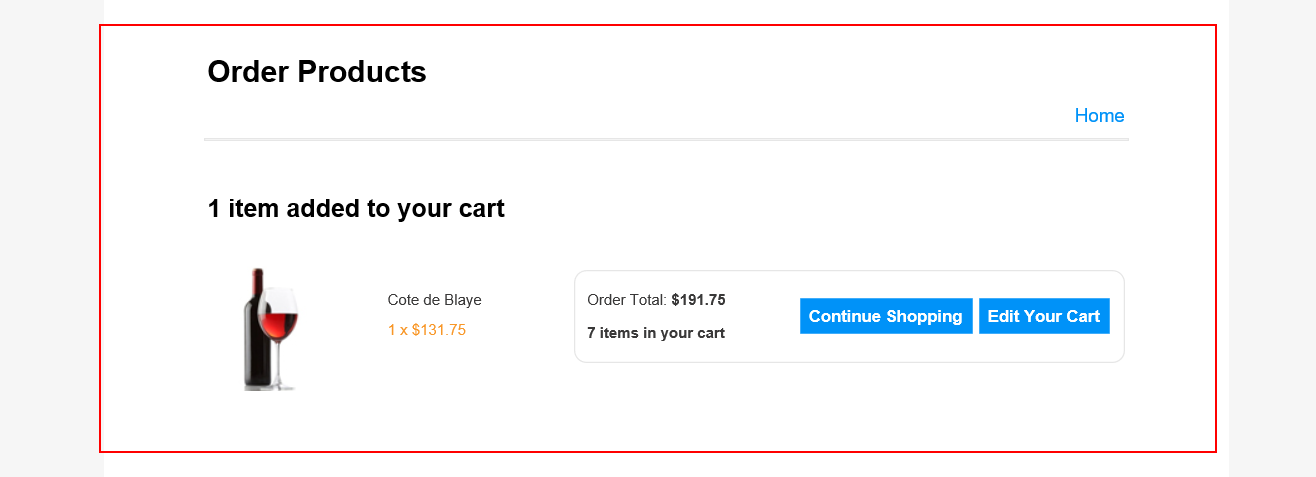 Order Products
Home
1 item added to your cart
Cote de Blaye
1 x $131.75
Order Total: $191.75
7 items in your cart
Continue Shopping
Edit Your Cart